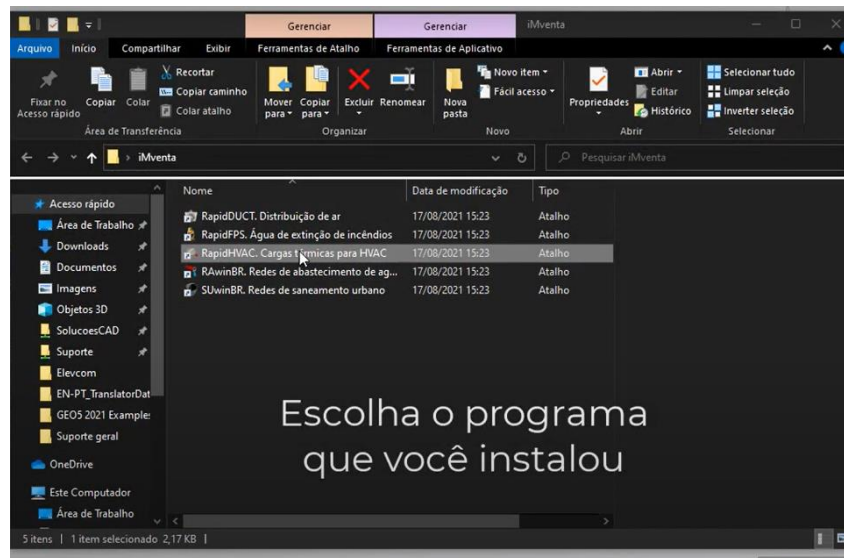 Gerenciar Gerenciar iMventa
Arquivo Início Compartilhar Exibir Ferramentas de Atalho Ferramentas de Aplicativo
Fixar no Acesso rápido
Copiar
Colar
Recortar
Copiar caminho
Colar atalho
Mover para
Copiar para
Excluir
Renomear
Nova pasta
Novo item
Fácil acesso
Propriedades
Abrir
Editar
Histórico
Selecionar tudo
Limpar seleção
Inverter seleção
Área de Transferência Organizar Novo Abrir Selecionar
iMventa Pesquisar iMventa
Nome Data de modificação Tipo
RapidDUCT. Distribuição de ar 17/08/2021 15:23 Atalho
RapidFPS. Água de extinção de incêndios 17/08/2021 15:23 Atalho
RapidHVAC. Cargas térmicas para HVAC 17/08/2021 15:23 Atalho
RAwinBR. Redes de abastecimento de ag... 17/08/2021 15:23 Atalho
SUwinBR. Redes de saneamento urbano 17/08/2021 15:23 Atalho
Acesso rápido
Área de Trabalho
Downloads
Documentos
Imagens
Objetos 3D
SolucoesCAD
Suporte
Elevcom
EN-PT_TranslatorDat
GEO5 2021 Example
Suporte geral
OneDrive
Este Computador
Área de Trabalho
Escolha o programa
que você instalou
5 itens | 1 item selecionado 2,17 KB |